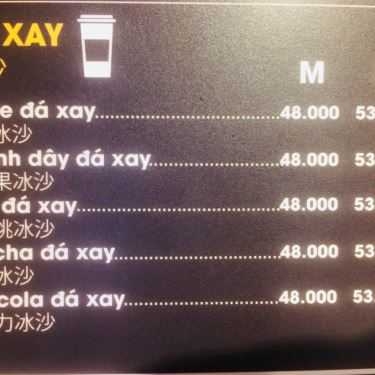 XAY
M
e đá xay 48.000 53
冰沙
nh dây đá xay 48.000 53.
果冰沙
đá xay 48.000 53.
桃冰沙
cha đá xay 48.000 53.
冰沙
cola đá xay 48.000 53.
力冰沙